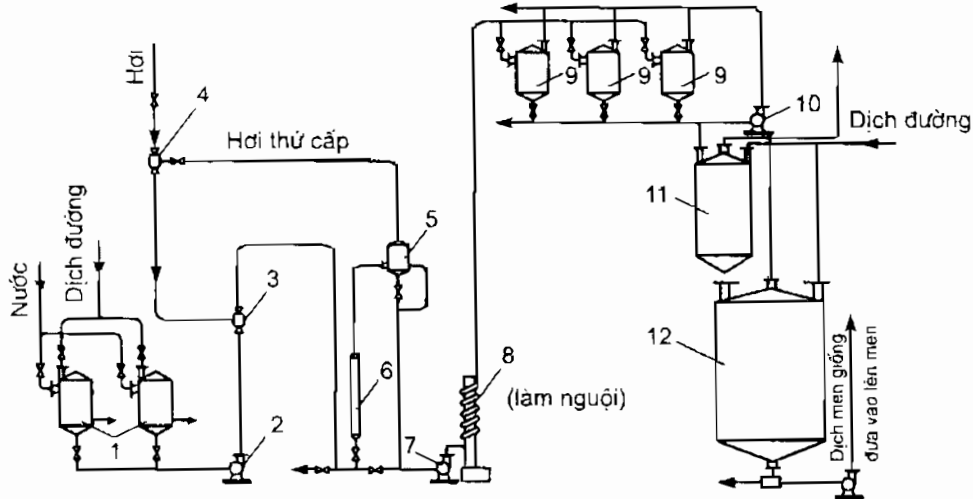 Hơi
4
Hơi thứ cấp
9
9
9
10
Dịch đường
11
5
Dịch đường
Nước
3
12
6
8
(làm nguội)
Dịch men giống
đưa vào lên men
1
2
7